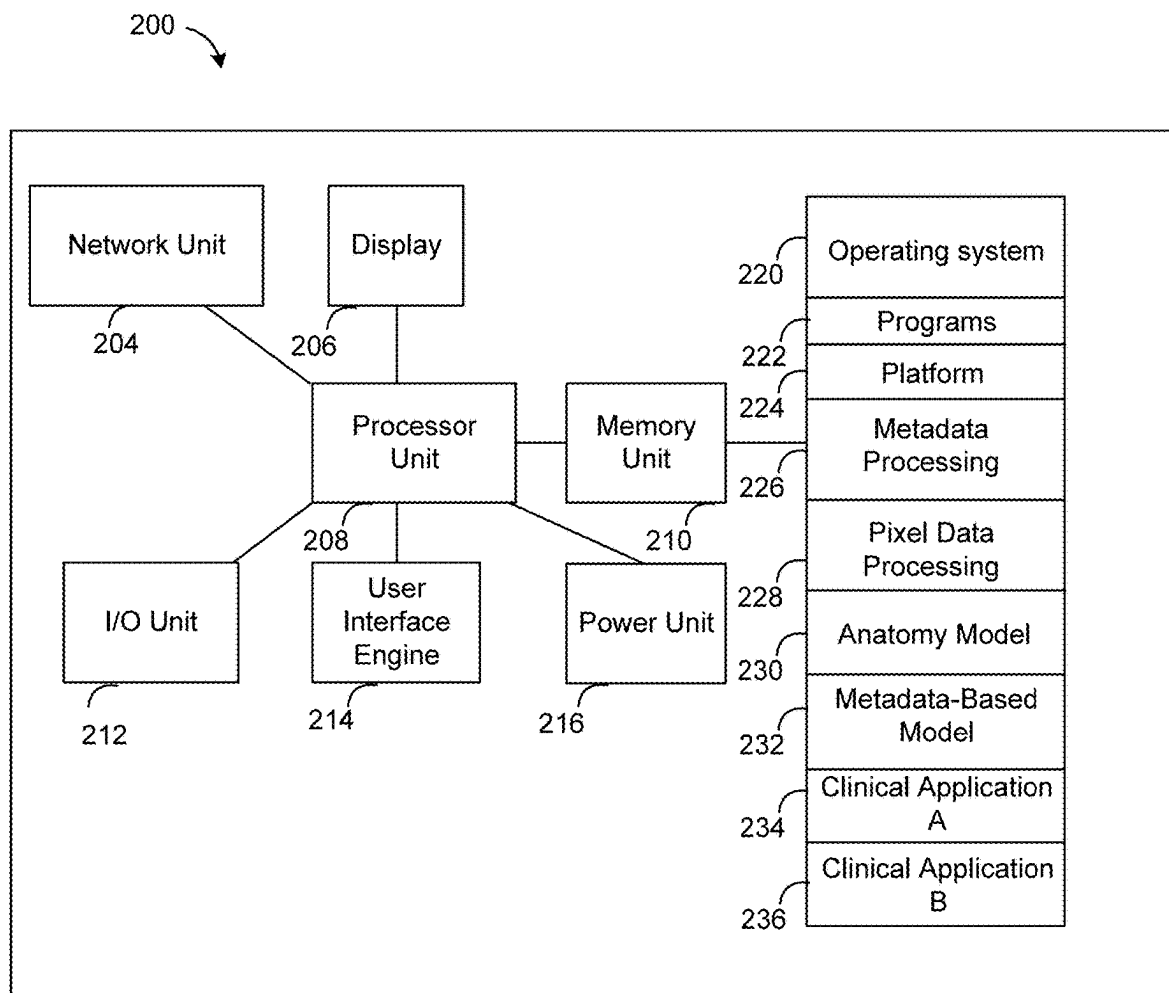 200
Network Unit
204
Display
206
Processor
Unit
208
Memory
Unit
210
I/O Unit
212
User
Interface
Engine
214
Power Unit
216
Operating system
220
Programs
222
Platform
224
Metadata
Processing
226
Pixel Data
Processing
228
Anatomy Model
230
Metadata-Based
Model
232
Clinical Application
A
234
Clinical Application
B
236